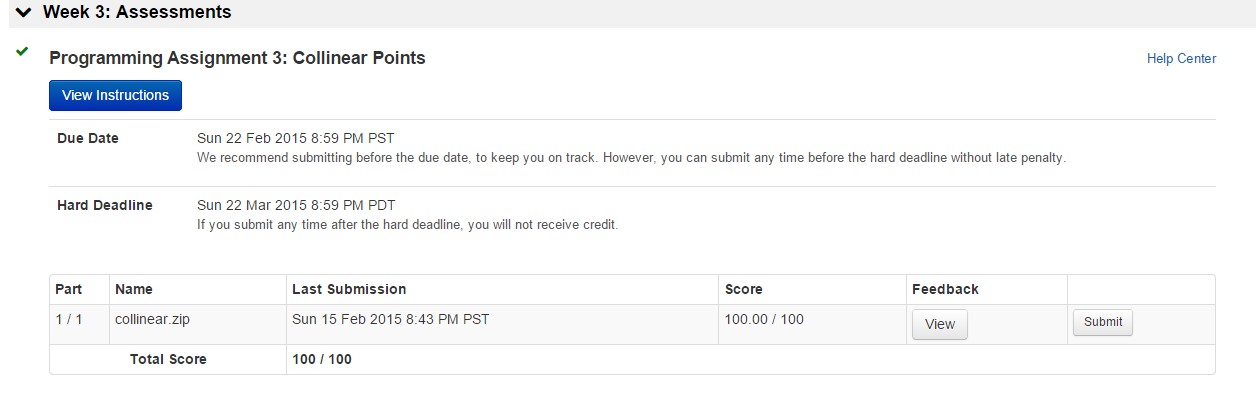 Week 3: Assessments
Programming Assignment 3: Collinear Points
Help Center
View Instructions
Due Date
Sun 22 Feb 2015 8:59 PM PST
We recommend submitting before the due date, to keep you on track. However, you can submit any time before the hard deadline without late penalty.
Hard Deadline
Sun 22 Mar 2015 8:59 PM PDT
If you submit any time after the hard deadline, you will not receive credit.
Part Name Last Submission Score Feedback
1 / 1 collinear.zip Sun 15 Feb 2015 8:43 PM PST 100.00 / 100 View Submit
Total Score 100 / 100